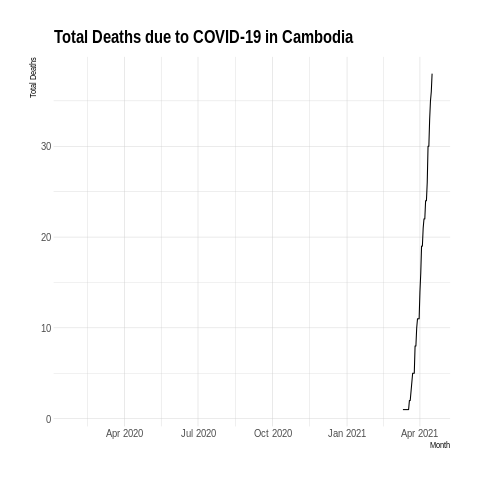 Total Deaths due to COVID-19 in Cambodia
Total Deaths
30
20
10
0
Apr 2020 Jul 2020 Oct 2020 Jan 2021 Apr 2021
Month